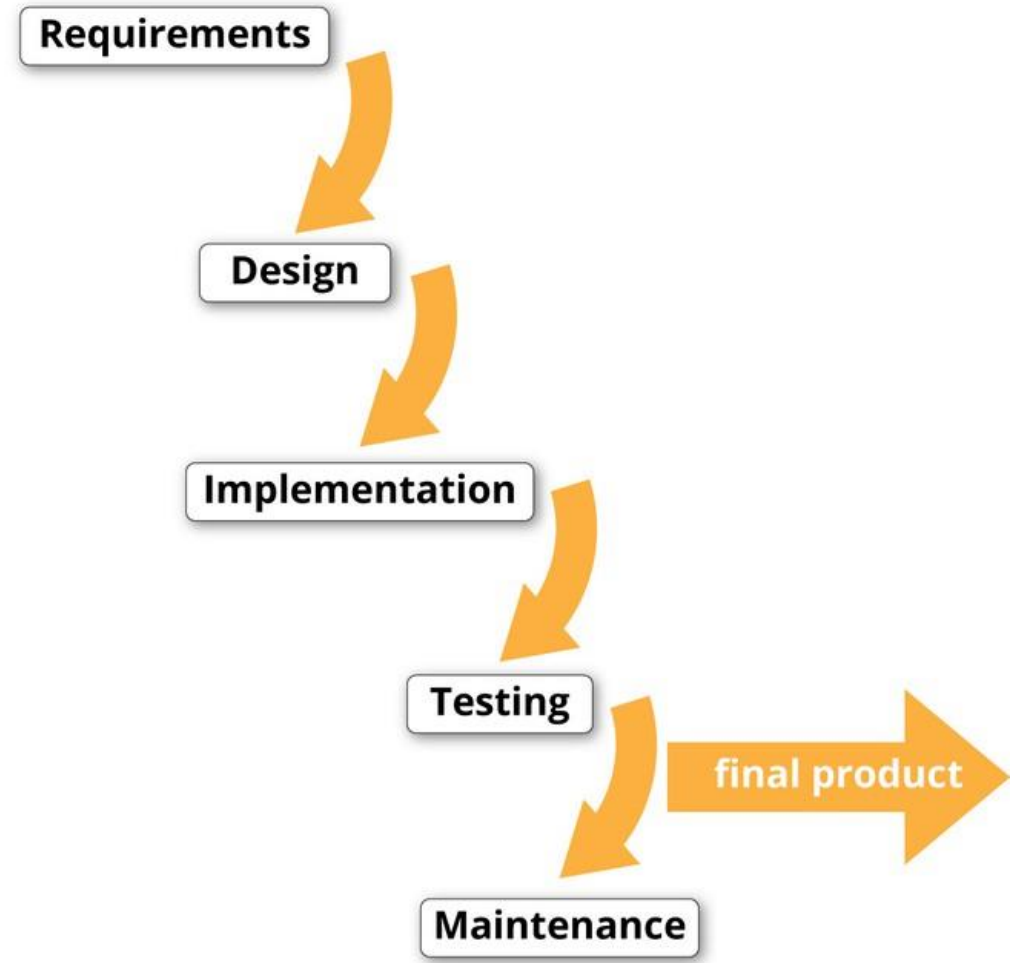 Requirements
Design
Implementation
Testing
final product
Maintenance